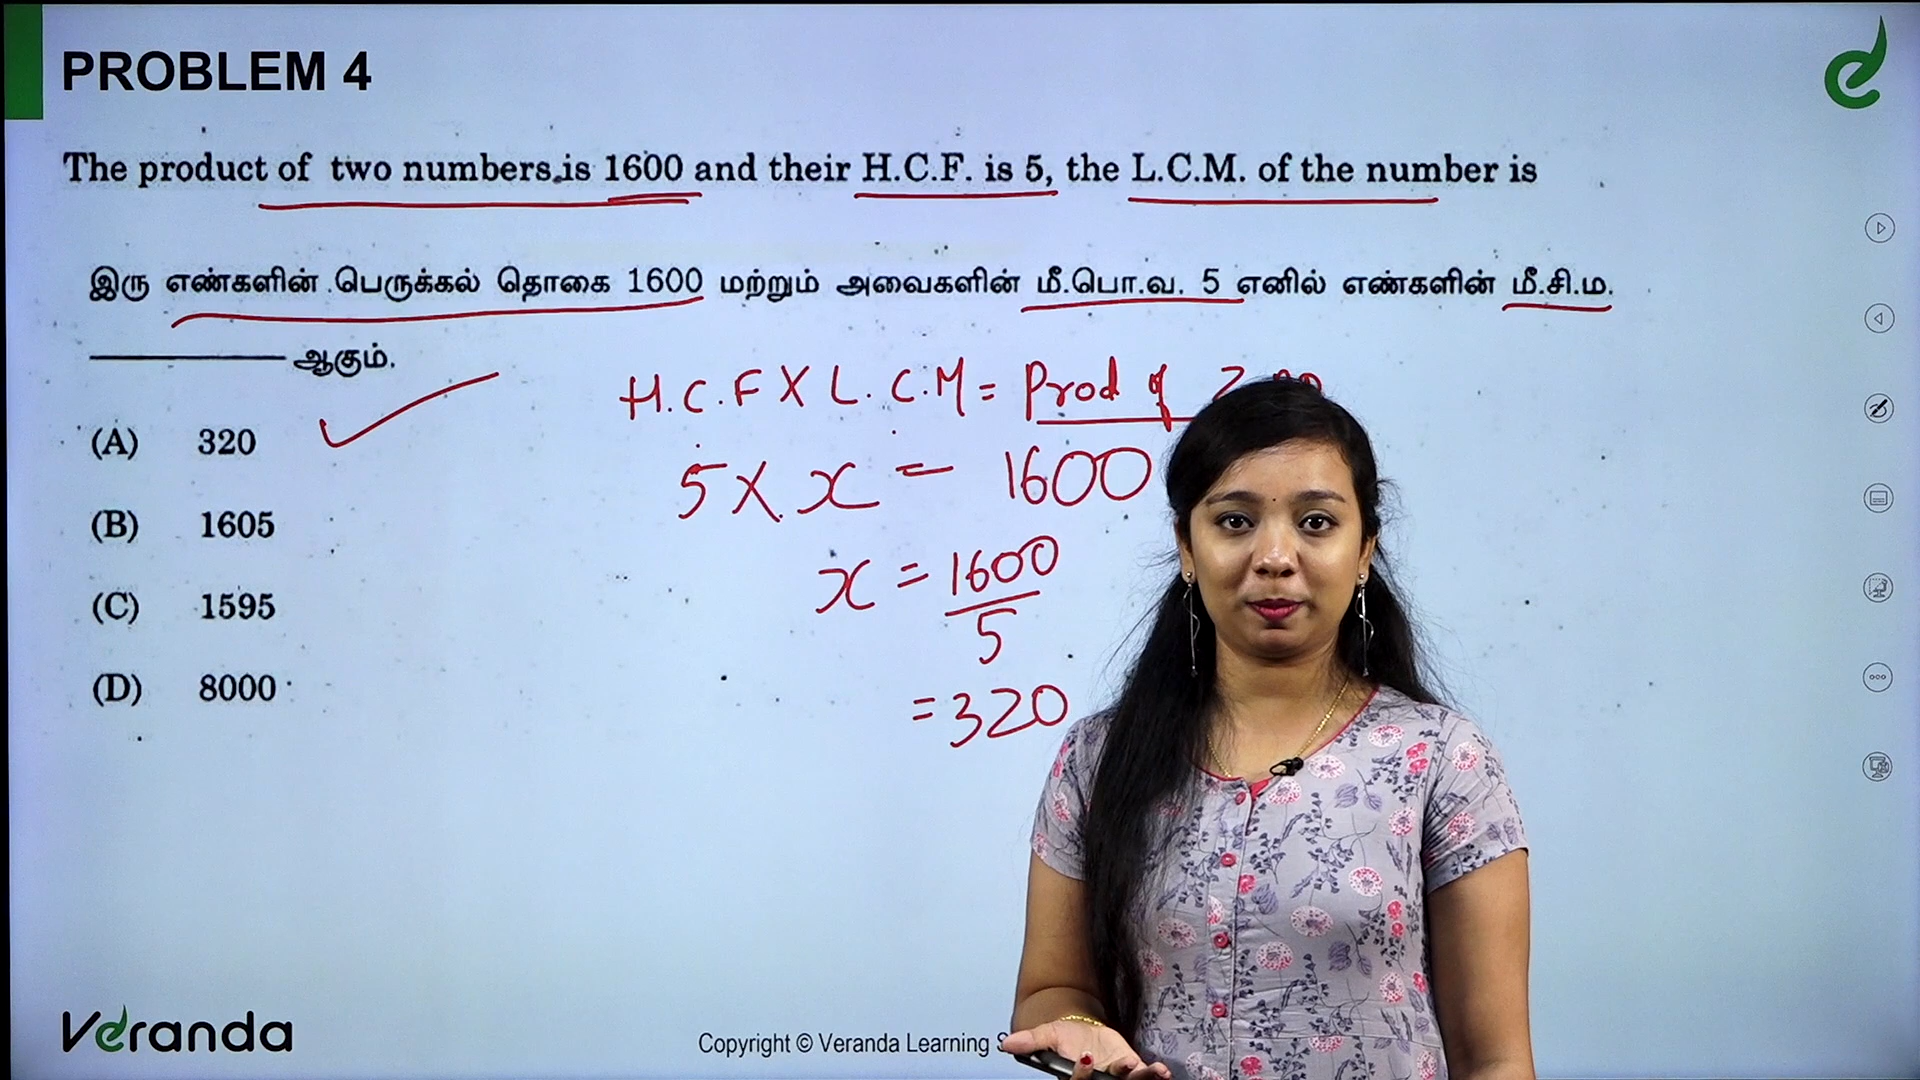 PROBLEM 4
The product of two numbers is 1600 and their H.C.F. is 5, the L.C.M. of the number is
இரு எண்களின் பெருக்கல் தொகை 1600 மற்றும் அவைகளின் மீ.பொ.வ. 5 எனில் எண்களின் மீ.சி.ம.
ஆகும்.
H.C.F X L.C.M = Prod of 2
(A) 320
5 X x = 1600
(B) 1605
x = 1600
5
(C) 1595
(D) 8000
= 320
Veranda
Copyright © Veranda Learning S